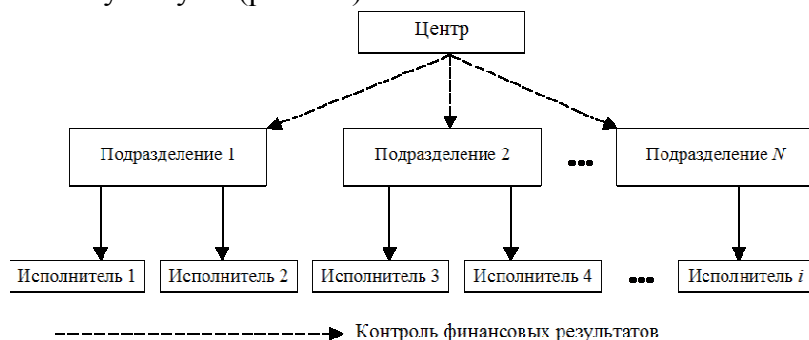 Центр
Подразделение 1
Подразделение 2
•••
Подразделение N
Исполнитель 1
Исполнитель 2
Исполнитель 3
Исполнитель 4
•••
Исполнитель i
Контроль финансовых результатов